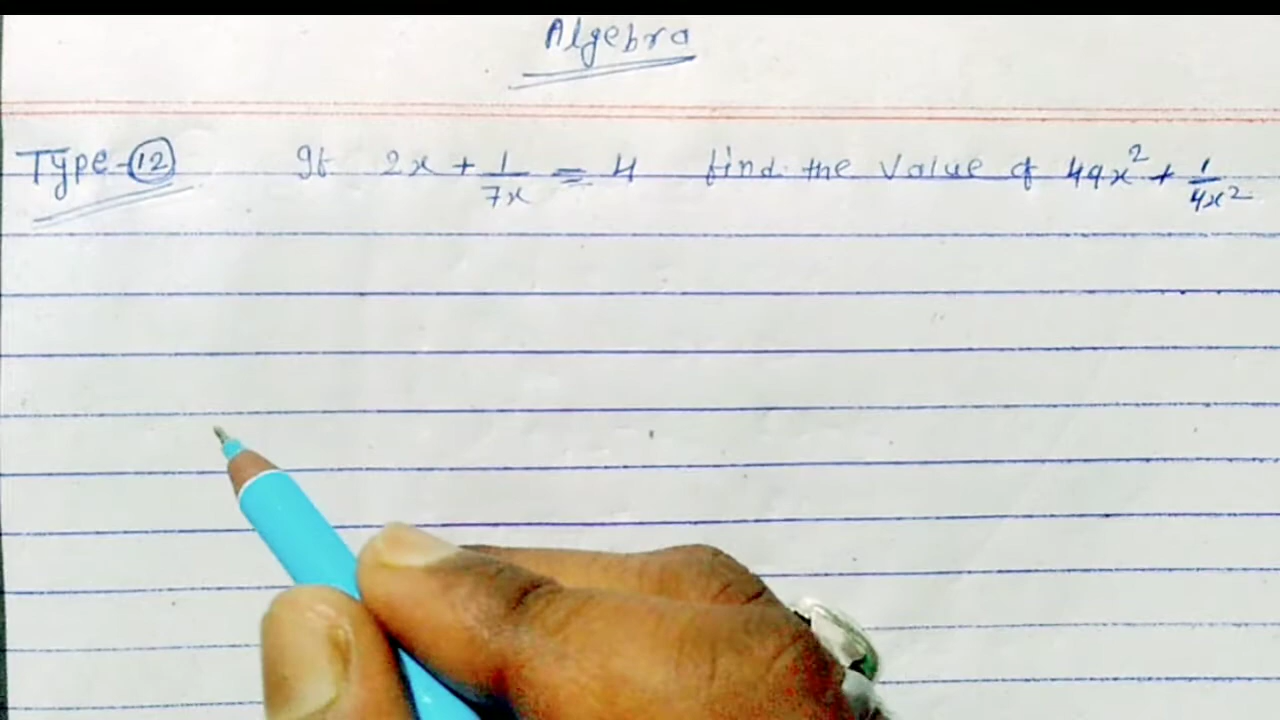 Algebra
Type-12 If 2x + 1/7x = 4 find the value of 49x² + 1/4x²